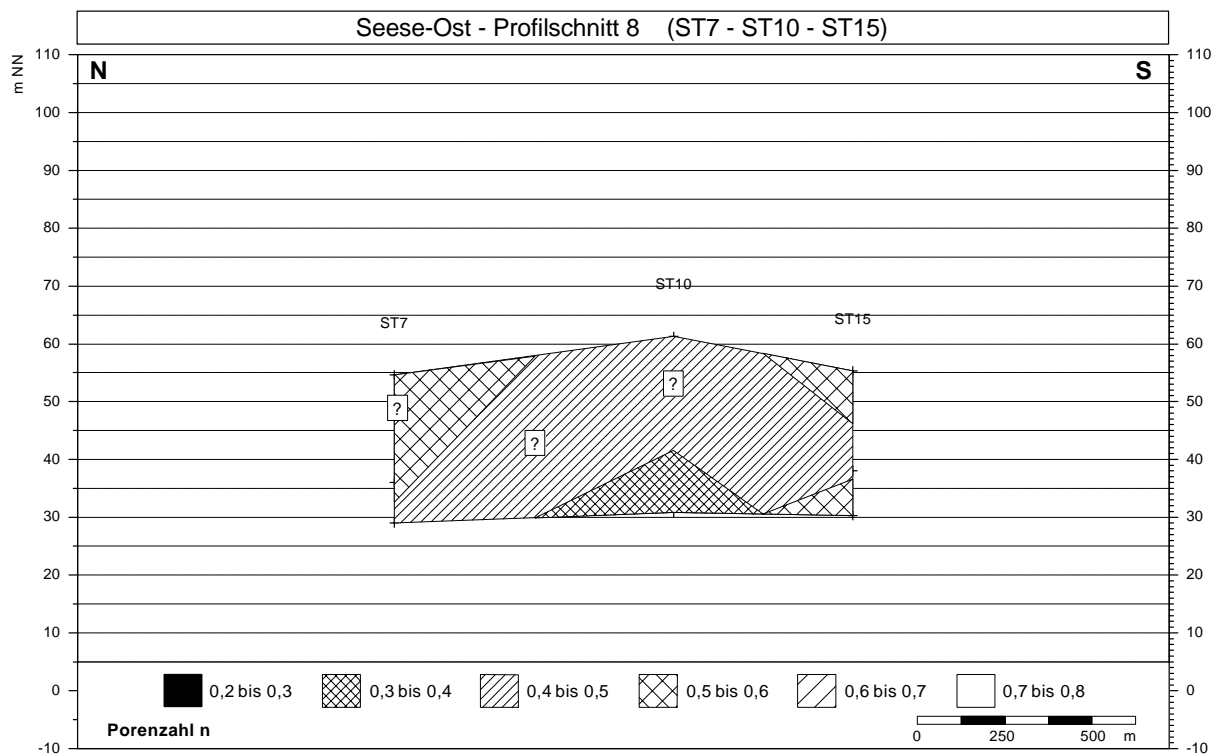 Seese-Ost - Profilschnitt 8 (ST7 - ST10 - ST15)
m NN
N
S
110
100
90
80
70
60
50
40
30
20
10
0
-10
110
100
90
80
70
60
50
40
30
20
10
0
-10
ST7
ST10
ST15
?
?
?
0,2 bis 0,3
0,3 bis 0,4
0,4 bis 0,5
0,5 bis 0,6
0,6 bis 0,7
0,7 bis 0,8
Porenzahl n
0 250 500 m